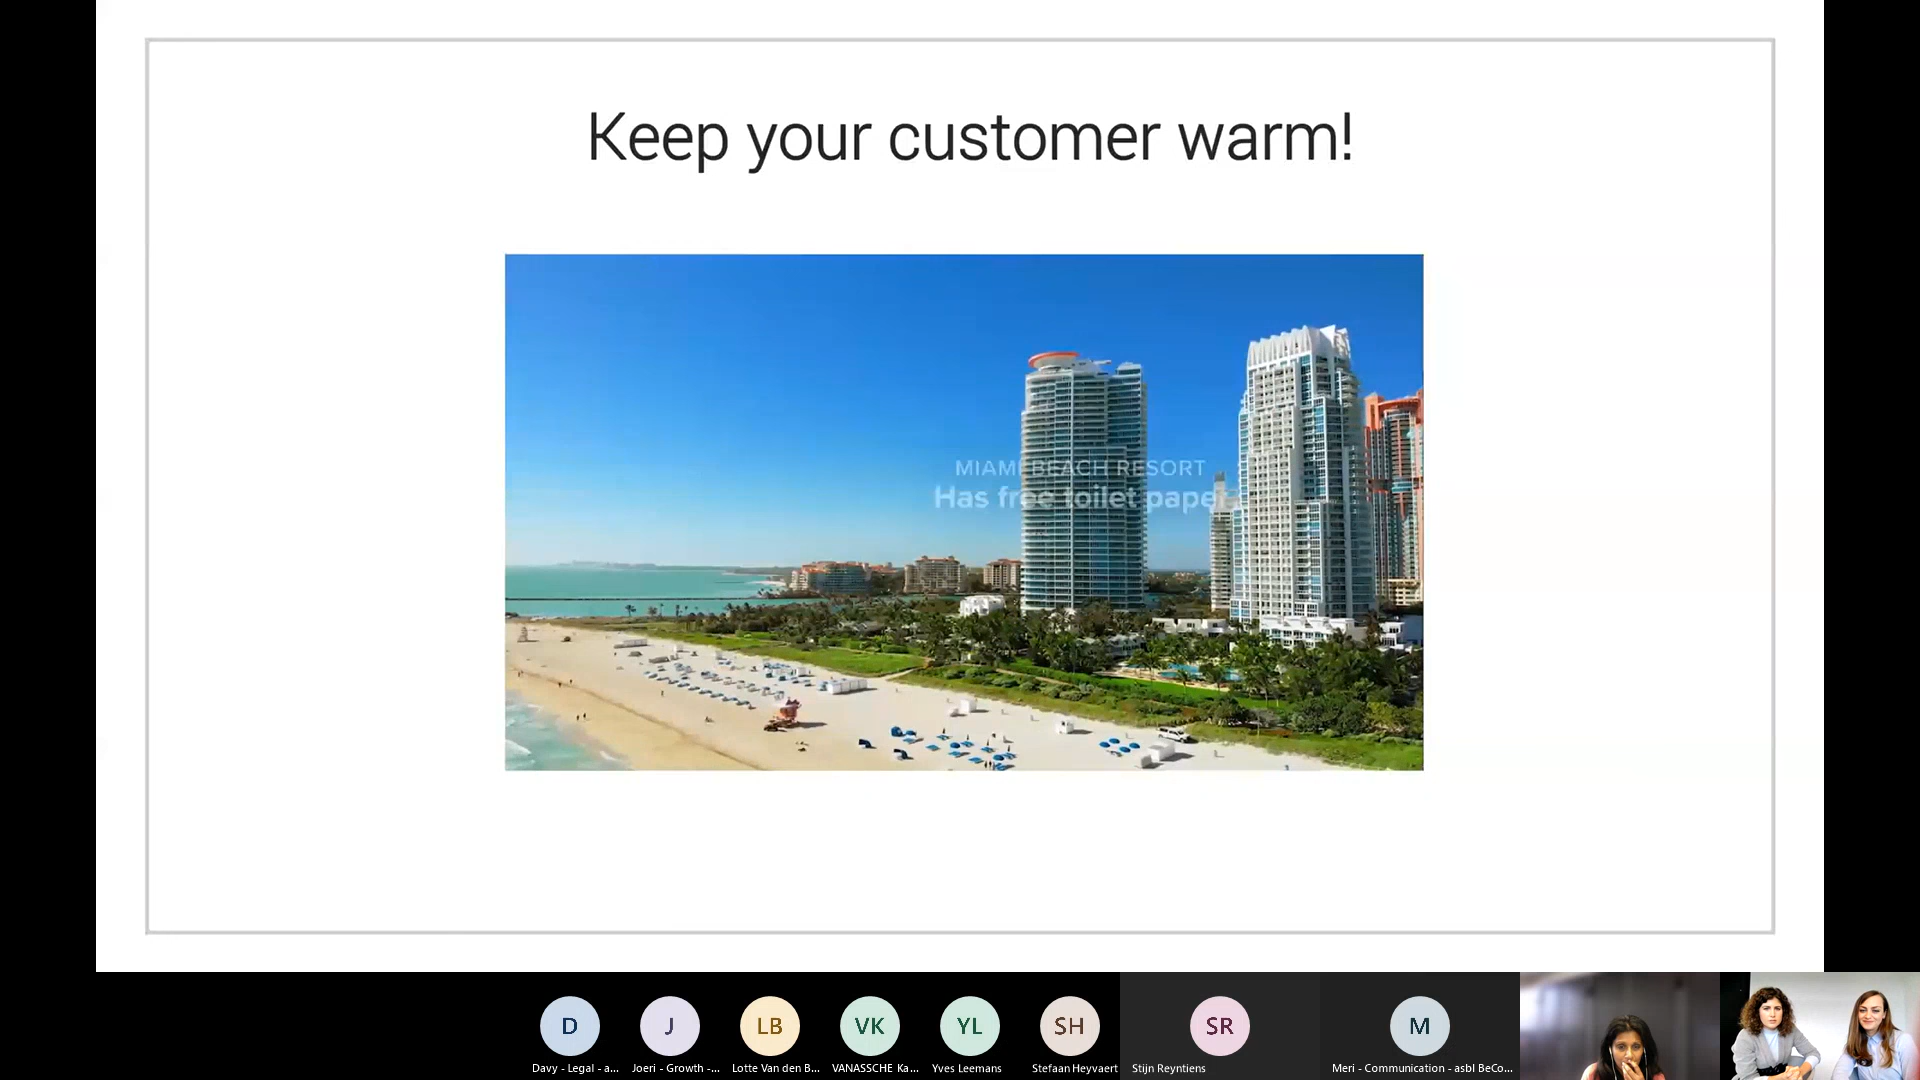 Keep your customer warm!
MIAMI BEACH RESORT
Has free toilet paper
D
J
LB
VK
YL
SH
SR
M
Davy - Legal - a...
Joeri - Growth -...
Lotte Van den B...
VANASSCHE Ka...
Yves Leemans
Stefaan Heyvaert
Stijn Reyntiens
Meri - Communication - asbl BeCo...